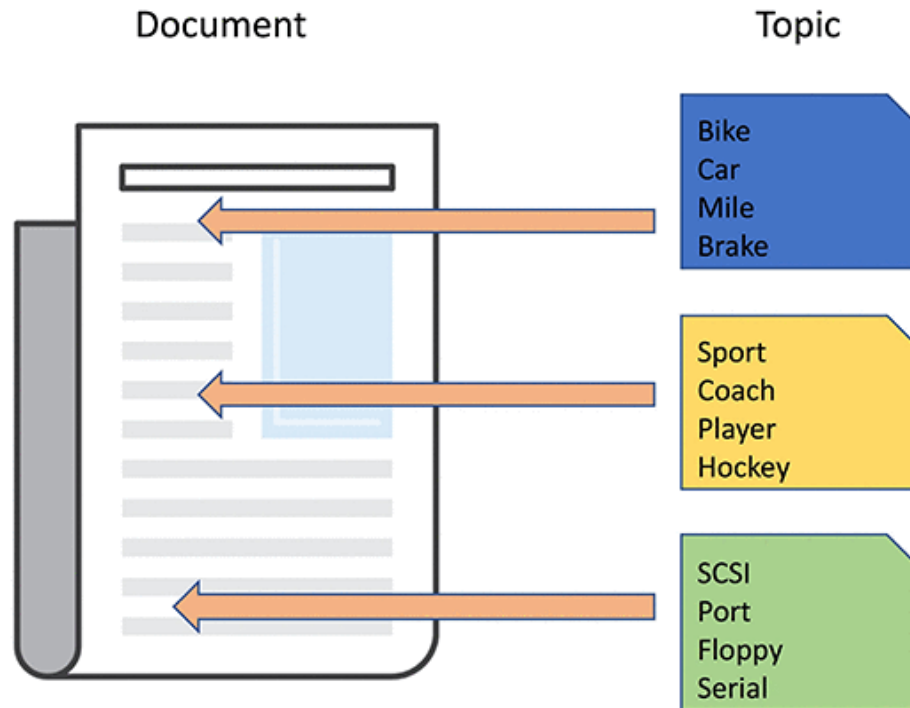 Document
Topic
Bike
Car
Mile
Brake
Sport
Coach
Player
Hockey
SCSI
Port
Floppy
Serial